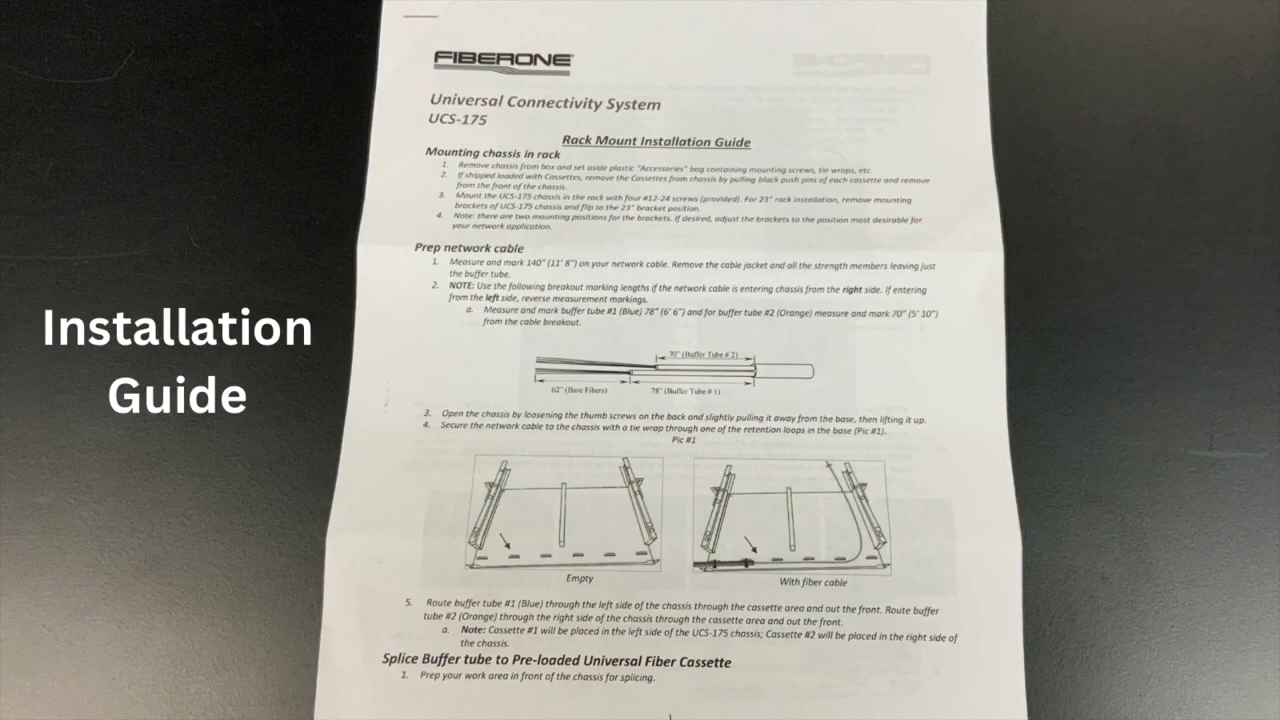 Installation
Guide
FIBERONE
Universal Connectivity System
UCS-175
Rack Mount Installation Guide
Mounting chassis in rack
1. Remove chassis from box and set aside plastic "Accessories" bag containing mounting screws, tie wraps, etc.
2. If shipped loaded with Cassettes, remove the Cassettes from chassis by pulling black push pins of each cassette and remove
from the front of the chassis.
3. Mount the UCS-175 chassis in the rack with four #12-24 screws (provided). For 23" rack installation, remove mounting
brackets of UCS-175 chassis and flip to the 23" bracket position.
4. Note: there are two mounting positions for the brackets. If desired, adjust the brackets to the position most desirable for
your network application.
Prep network cable
1. Measure and mark 140" (11' 8") on your network cable. Remove the cable jacket and all the strength members leaving just
the buffer tube.
2. NOTE: Use the following breakout marking lengths if the network cable is entering chassis from the right side. If entering
from the left side, reverse measurement markings.
a. Measure and mark buffer tube #1 (Blue) 78" (6' 6") and for buffer tube #2 (Orange) measure and mark 70" (5' 10")
from the cable breakout.
70" (Buffer Tube # 2)
62" (Bare Fibers) 78" (Buffer Tube # 1)
3. Open the chassis by loosening the thumb screws on the back and slightly pulling it away from the base, then lifting it up.
4. Secure the network cable to the chassis with a tie wrap through one of the retention loops in the base (Pic #1).
Pic #1
Empty
With fiber cable
5. Route buffer tube #1 (Blue) through the left side of the chassis through the cassette area and out the front. Route buffer
tube #2 (Orange) through the right side of the chassis through the cassette area and out the front.
a. Note: Cassette #1 will be placed in the left side of the UCS-175 chassis; Cassette #2 will be placed in the right side of
the chassis.
Splice Buffer tube to Pre-loaded Universal Fiber Cassette
1. Prep your work area in front of the chassis for splicing.